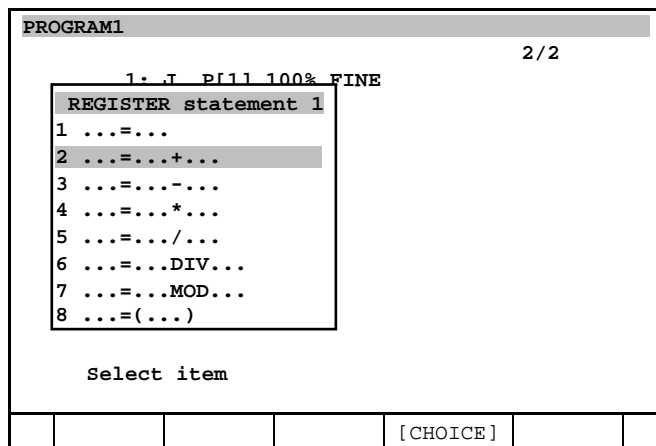 PROGRAM1
2/2
1: J P[1] 100% FINE
REGISTER statement 1
1 ...=...
2 ...=...+...
3 ...=...-...
4 ...=...*...
5 ...=.../...
6 ...=...DIV...
7 ...=...MOD...
8 ...=(...)
Select item
[CHOICE]